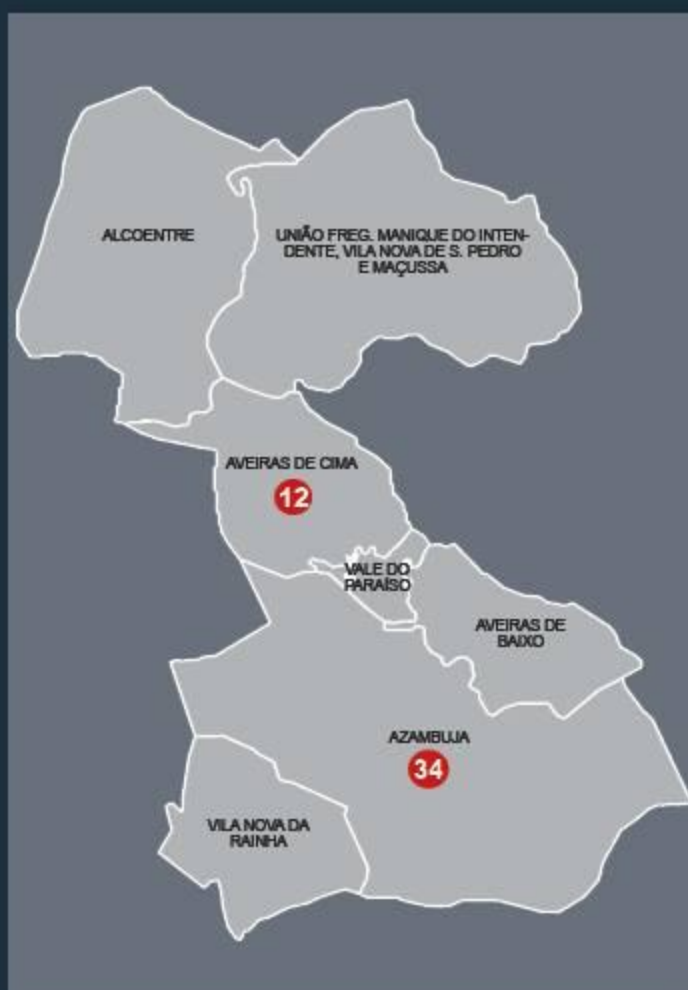 ALCOENTRE
UNIÃO FREG. MANIQUE DO INTEN-
DENTE, VILA NOVA DE S. PEDRO
E MAÇUSSA
AVEIRAS DE CIMA
12
VALE DO
PARAÍSO
AVEIRAS DE
BAIXO
AZAMBUJA
34
VILA NOVA DA
RAINHA